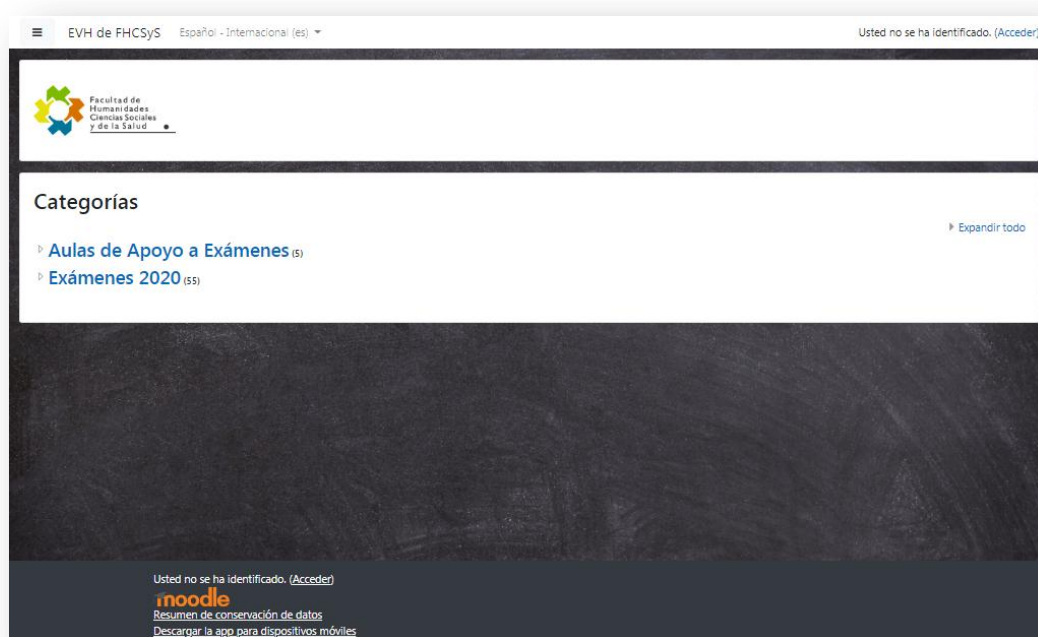 EVH de FHCSyS Español - Internacional (es) Usted no se ha identificado. (Acceder)
Facultad de
Humanidades
Ciencias Sociales
y de la Salud
Categorías
Expandir todo
Aulas de Apoyo a Exámenes (5)
Exámenes 2020 (55)
Usted no se ha identificado. (Acceder)
moodle
Resumen de conservación de datos
Descargar la app para dispositivos móviles